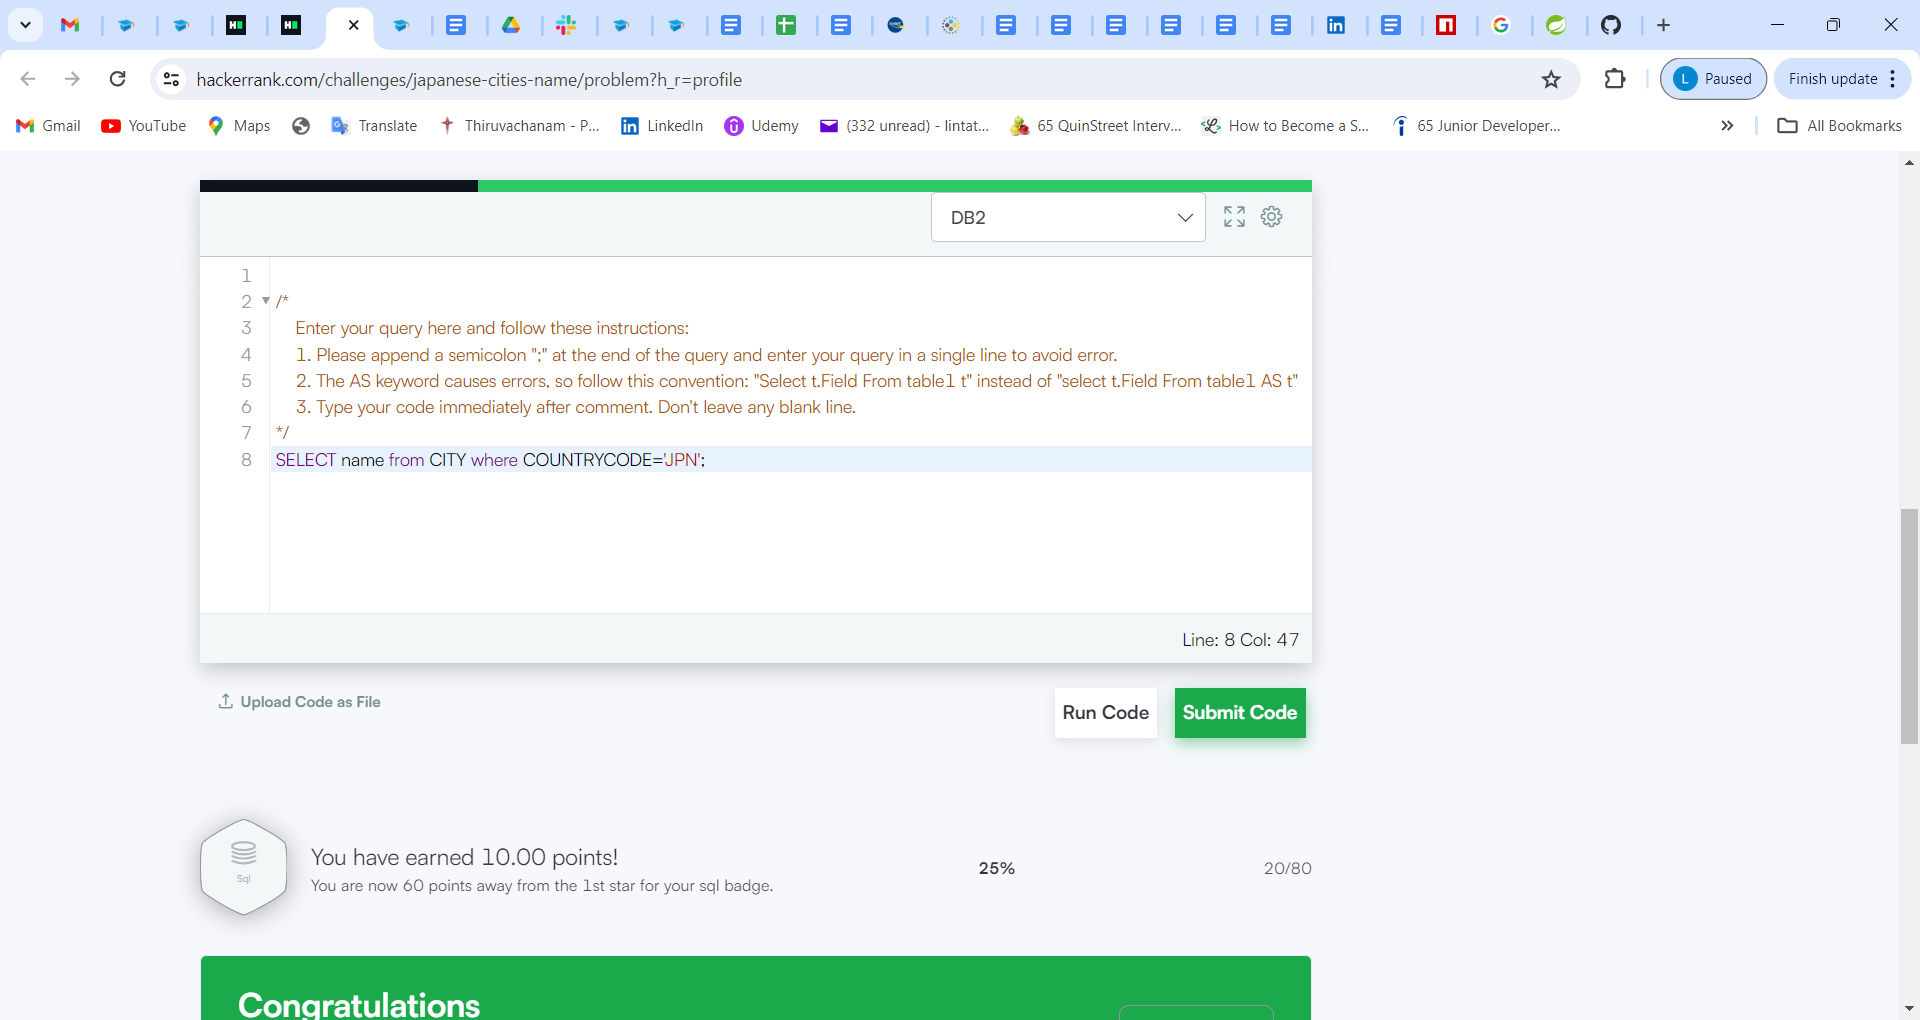 hackerrank.com/challenges/japanese-cities-name/problem?h_r=profile
L Paused
Finish update
Gmail
YouTube
Maps
Translate
Thiruvachanam - P...
LinkedIn
Udemy
(332 unread) - lintat...
65 QuinStreet Interv...
How to Become a S...
65 Junior Developer...
All Bookmarks
DB2
1
2 /*
3 Enter your query here and follow these instructions:
4 1. Please append a semicolon ";" at the end of the query and enter your query in a single line to avoid error.
5 2. The AS keyword causes errors, so follow this convention: "Select t.Field From table1 t" instead of "select t.Field From table1 AS t"
6 3. Type your code immediately after comment. Don't leave any blank line.
7 */
8 SELECT name from CITY where COUNTRYCODE='JPN';
Line: 8 Col: 47
Upload Code as File
Run Code
Submit Code
Sql
You have earned 10.00 points!
You are now 60 points away from the 1st star for your sql badge.
25%
20/80
Congratulations